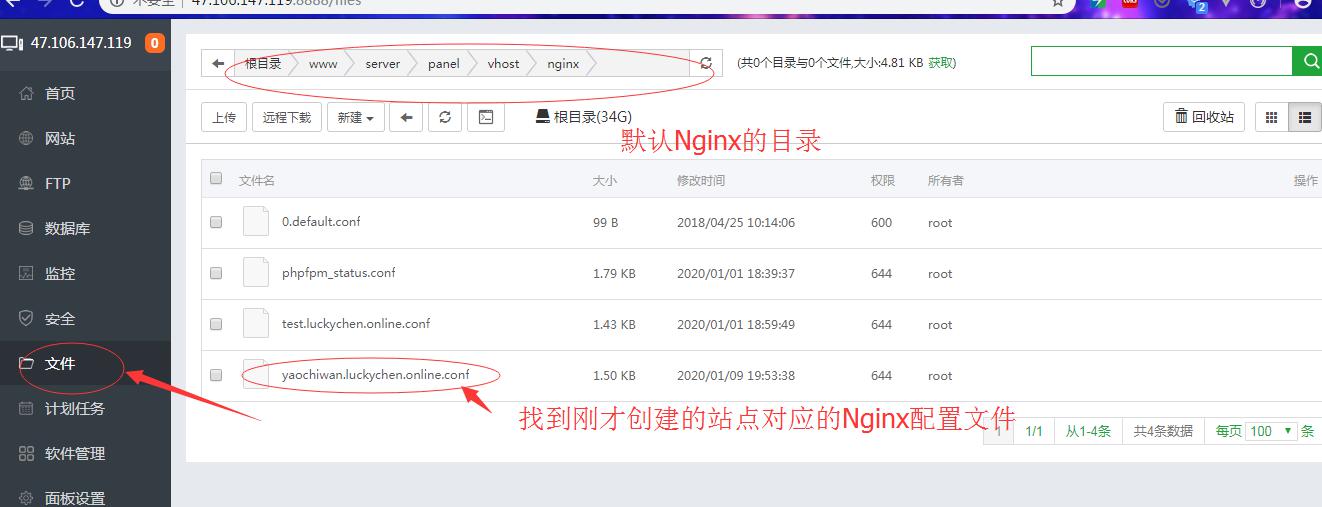 47.106.147.119:8888/files
47.106.147.119 0
首页
网站
FTP
数据库
监控
安全
文件
计划任务
软件管理
面板设置
根目录 www server panel vhost nginx (共0个目录与0个文件,大小:4.81 KB 获取)
上传 远程下载 新建 根目录(34G) 回收站
默认Nginx的目录
文件名 大小 修改时间 权限 所有者 操作
0.default.conf 99 B 2018/04/25 10:14:06 600 root
phpfpm_status.conf 1.79 KB 2020/01/01 18:39:37 644 root
test.luckychen.online.conf 1.43 KB 2020/01/01 18:59:49 644 root
yaochiwan.luckychen.online.conf 1.50 KB 2020/01/09 19:53:38 644 root
找到刚才创建的站点对应的Nginx配置文件
1 1/1 从1-4条 共4条数据 每页 100 条